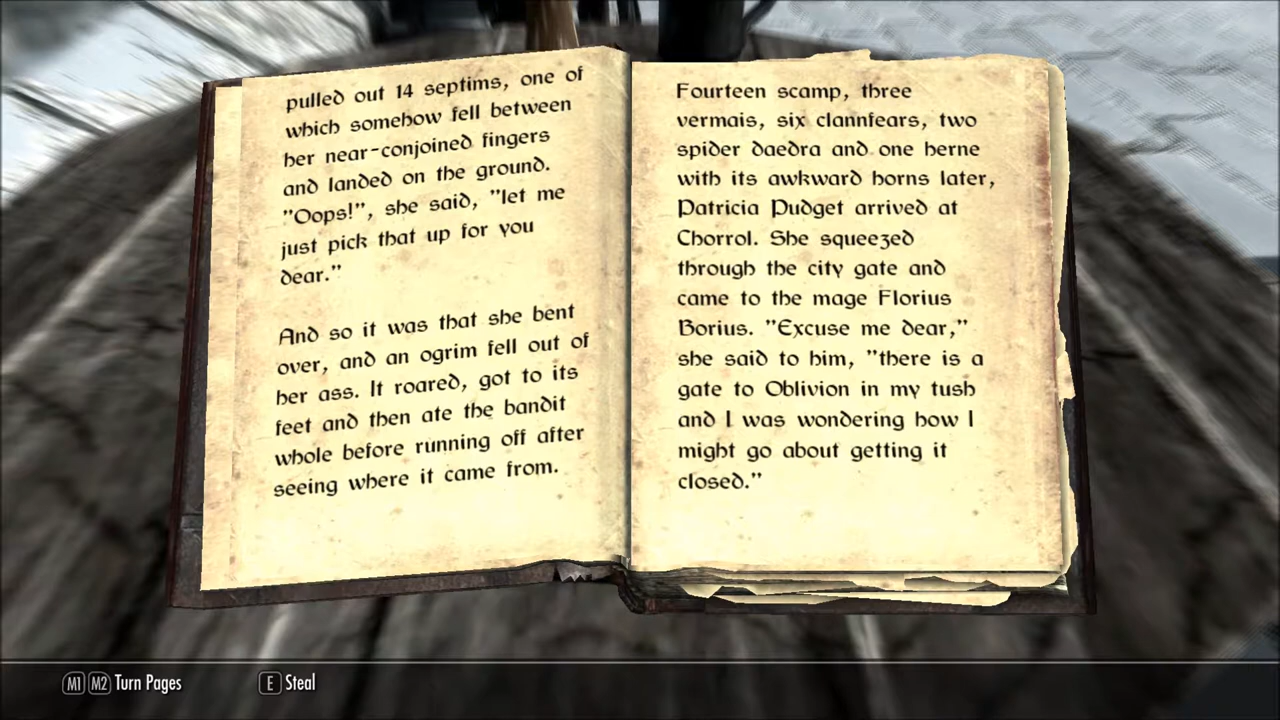 pulled out 14 septims, one of
which somehow fell between
her near-conjoined fingers
and landed on the ground.
"Oops!", she said, "let me
just pick that up for you
dear."
And so it was that she bent
over, and an ogrim fell out of
her ass. It roared, got to its
feet and then ate the bandit
whole before running off after
seeing where it came from.
Fourteen scamp, three
vermais, six clannfears, two
spider daedra and one herne
with its awkward horns later,
Patricia Pudget arrived at
Chorrol. She squeezed
through the city gate and
came to the mage Florius
Borius. "Excuse me dear,"
she said to him, "there is a
gate to Oblivion in my tush
and I was wondering how I
might go about getting it
closed."
M1 M2 Turn Pages
E Steal